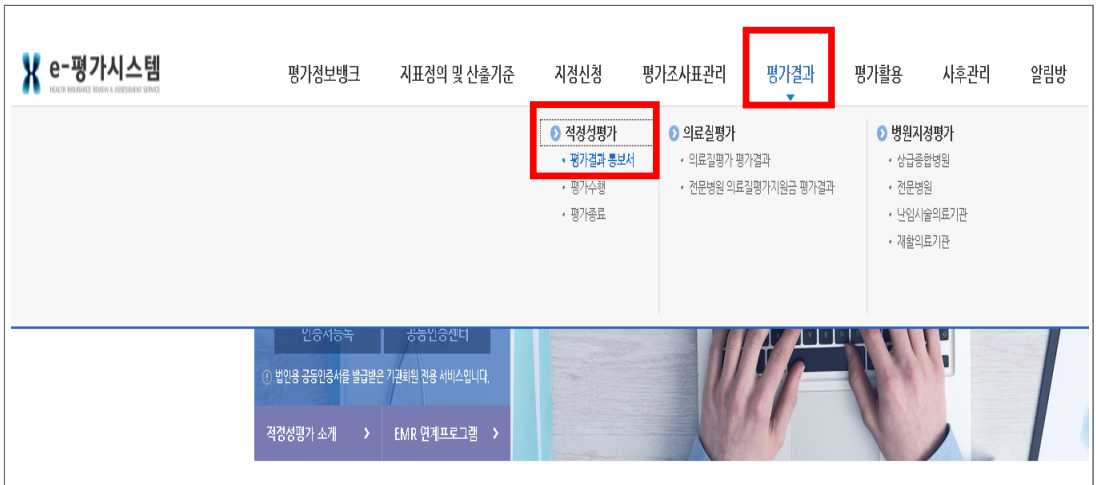 e-평가시스템
HEALTH INSURANCE REVIEW & ASSESSMENT SERVICE
평가정보뱅크 지표정의 및 산출기준 지정신청 평가조사표관리 평가결과 평가활용 사후관리 알림방
적정성평가
• 평가결과 통보서
• 평가수행
• 평가종료
의료질평가
• 의료질평가 평가결과
• 전문병원 의료질평가지원금 평가결과
병원지정평가
• 상급종합병원
• 전문병원
• 난임시술의료기관
• 재활의료기관
인증서등록 공동인증센터
법인용 공동인증서를 발급받은 기관회원 전용 서비스입니다.
적정성평가 소개 > EMR 연계프로그램 >